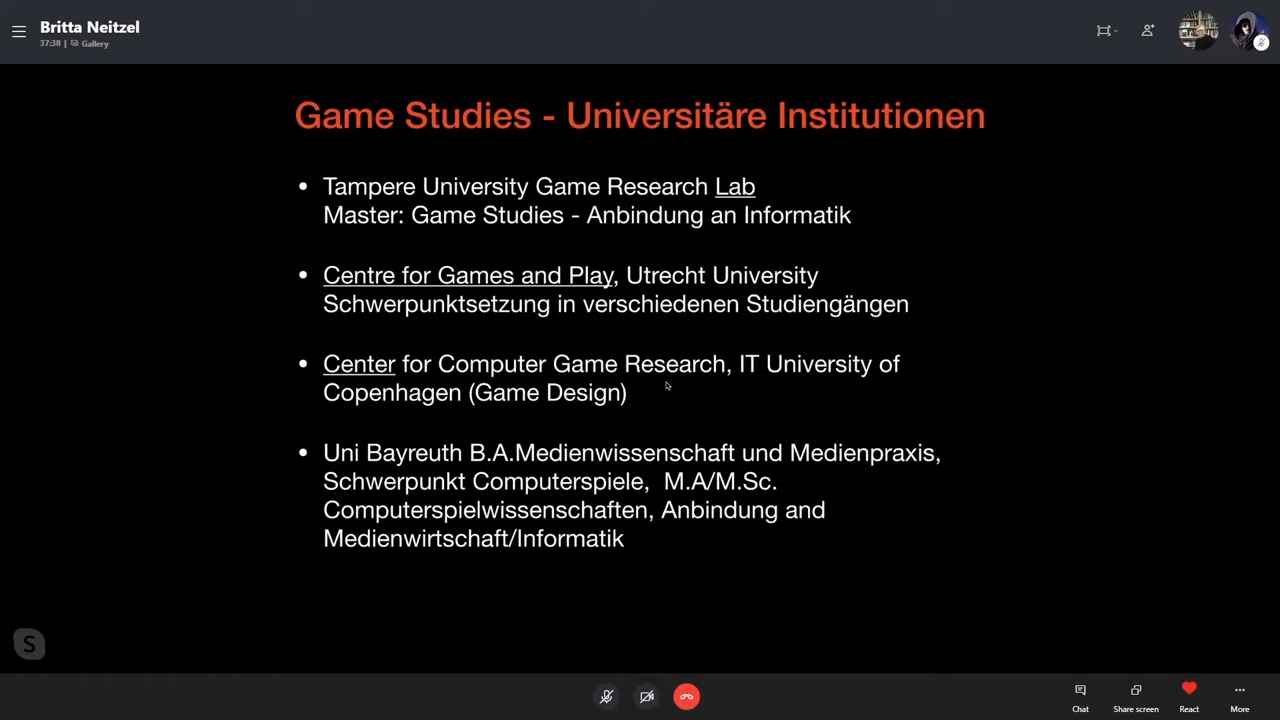 Britta Neitzel
37:38 | Gallery
Game Studies - Universitäre Institutionen
• Tampere University Game Research Lab
Master: Game Studies - Anbindung an Informatik
• Centre for Games and Play, Utrecht University
Schwerpunktsetzung in verschiedenen Studiengängen
• Center for Computer Game Research, IT University of
Copenhagen (Game Design)
• Uni Bayreuth B.A.Medienwissenschaft und Medienpraxis,
Schwerpunkt Computerspiele, M.A/M.Sc.
Computerspielwissenschaften, Anbindung and
Medienwirtschaft/Informatik
S
Chat
Share screen
React
More